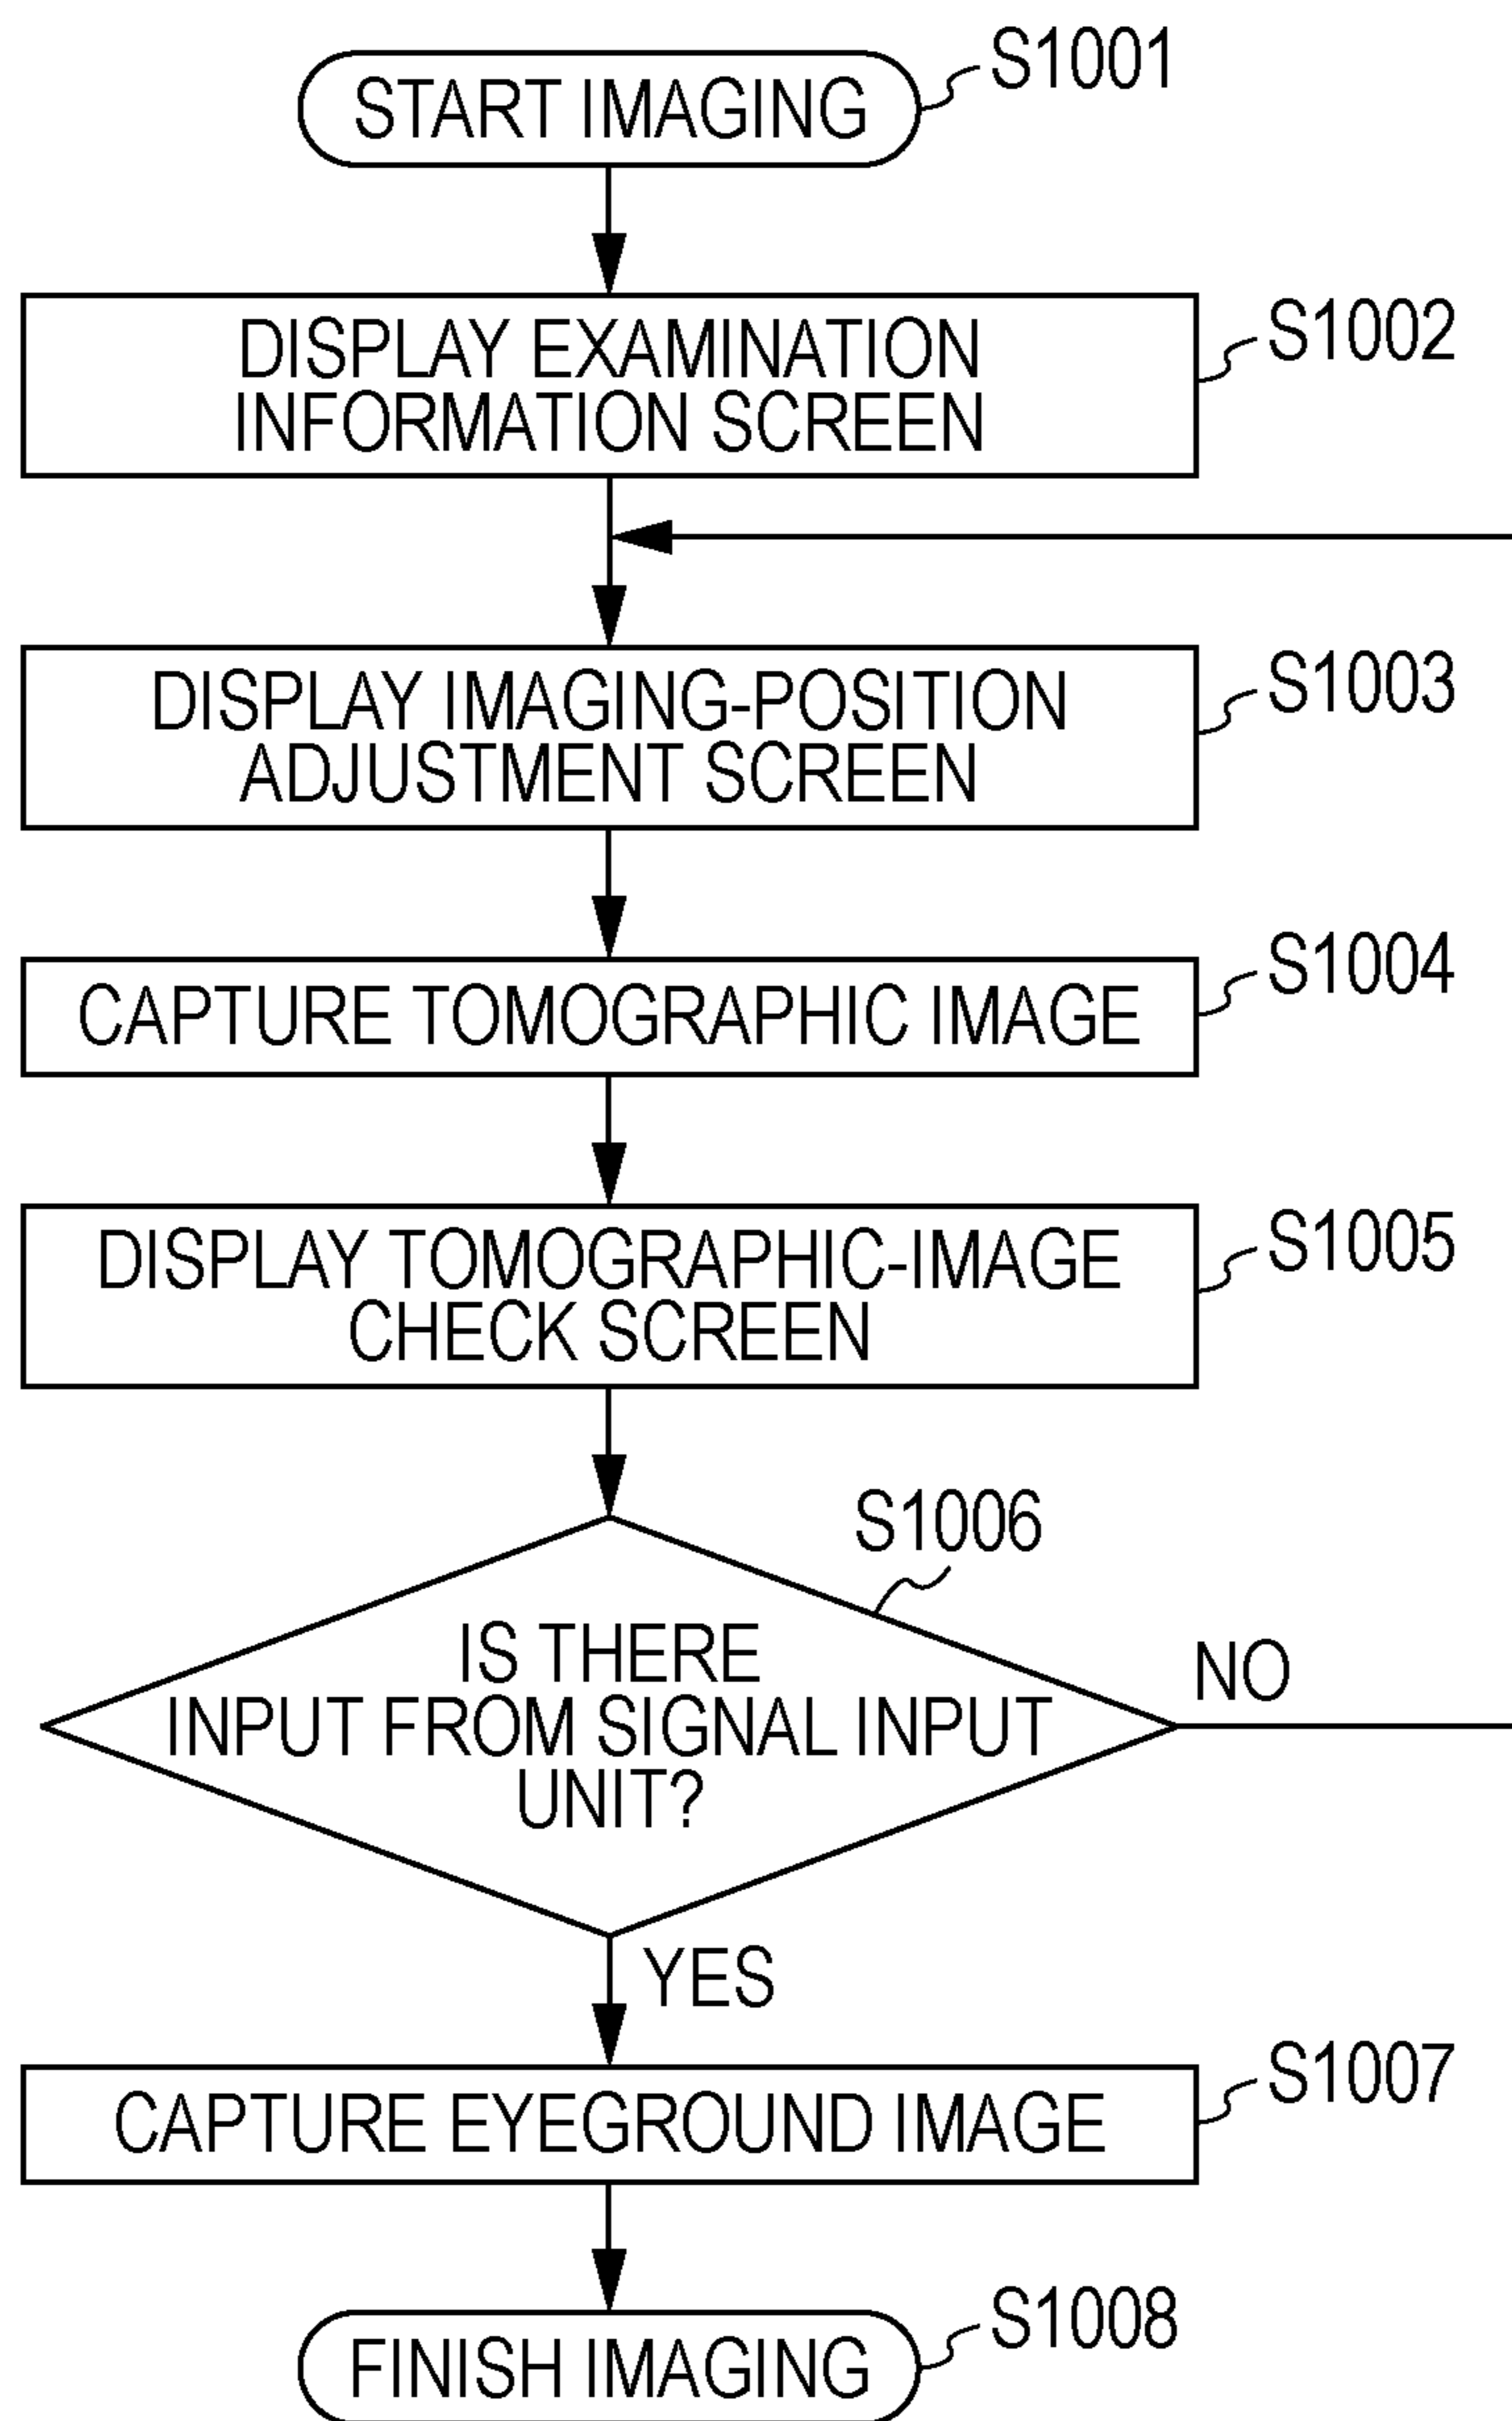 START IMAGING
S1001
DISPLAY EXAMINATION
INFORMATION SCREEN
S1002
DISPLAY IMAGING-POSITION
ADJUSTMENT SCREEN
S1003
CAPTURE TOMOGRAPHIC IMAGE
S1004
DISPLAY TOMOGRAPHIC-IMAGE
CHECK SCREEN
S1005
S1006
IS THERE
INPUT FROM SIGNAL INPUT
UNIT?
NO
YES
CAPTURE EYEGROUND IMAGE
S1007
FINISH IMAGING
S1008